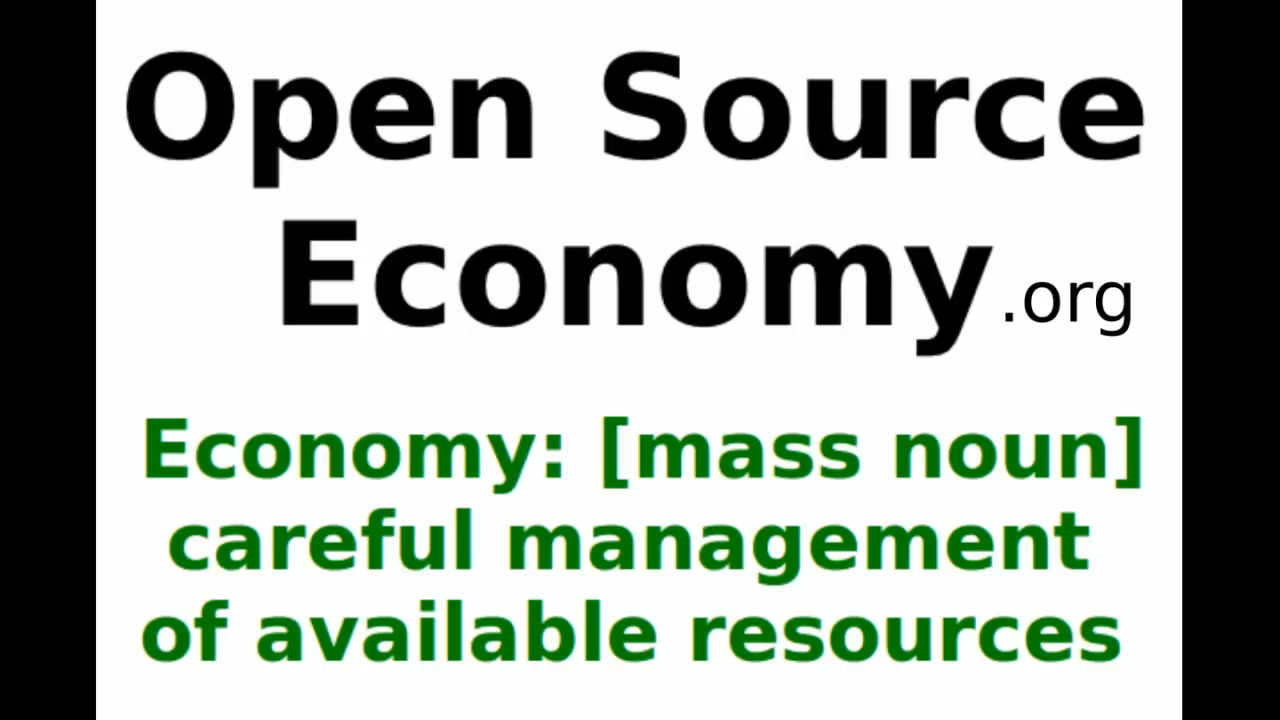 Open Source
Economy.org
Economy: [mass noun]
careful management
of available resources